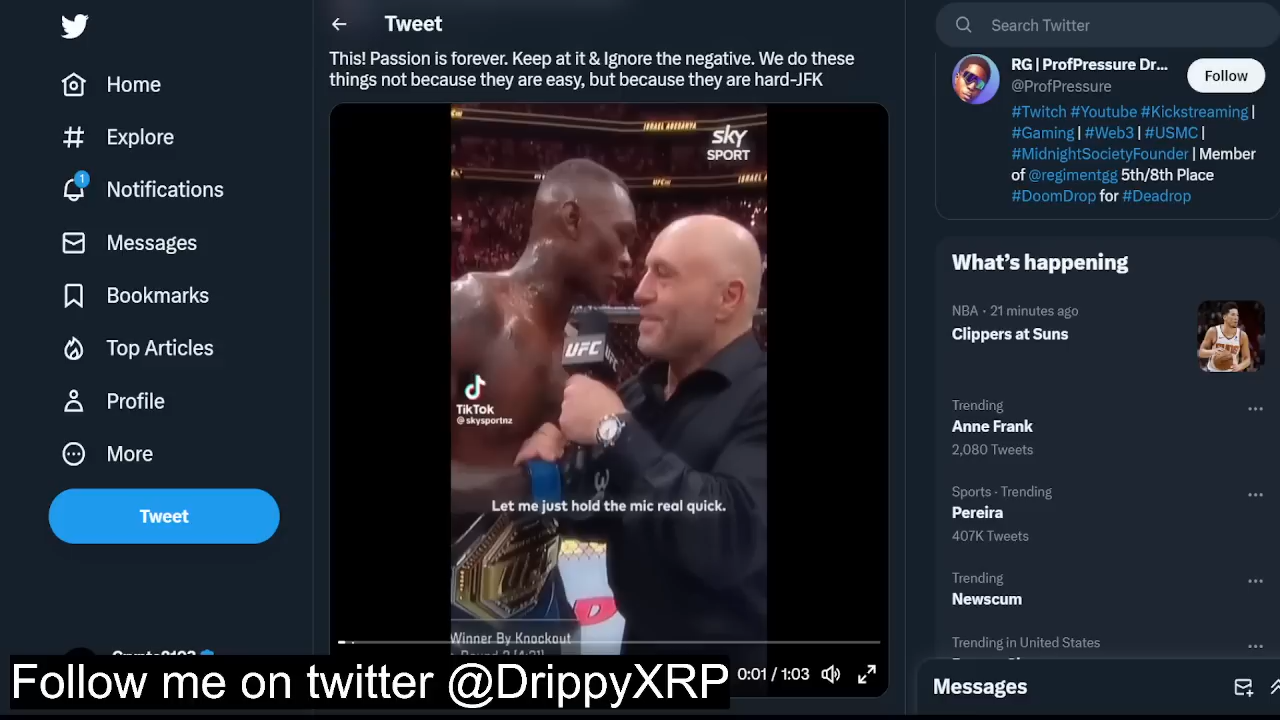 Tweet
This! Passion is forever. Keep at it & Ignore the negative. We do these
things not because they are easy, but because they are hard-JFK
Home
Explore
1
Notifications
Messages
Bookmarks
Top Articles
Profile
More
Tweet
ISRAEL ADESANYA
sky
SPORT
UFC
UFC
TikTok
@skysportnz
Let me just hold the mic real quick.
Winner By Knockout
0:01 / 1:03
Search Twitter
RG | ProfPressure Dr...
@ProfPressure
Follow
#Twitch #Youtube #Kickstreaming |
#Gaming | #Web3 | #USMC |
#MidnightSocietyFounder | Member
of @regimentgg 5th/8th Place
#DoomDrop for #Deadrop
What's happening
NBA · 21 minutes ago
Clippers at Suns
Trending
Anne Frank
2,080 Tweets
Sports · Trending
Pereira
407K Tweets
Trending
Newscum
Trending in United States
Messages
Follow me on twitter @DrippyXRP